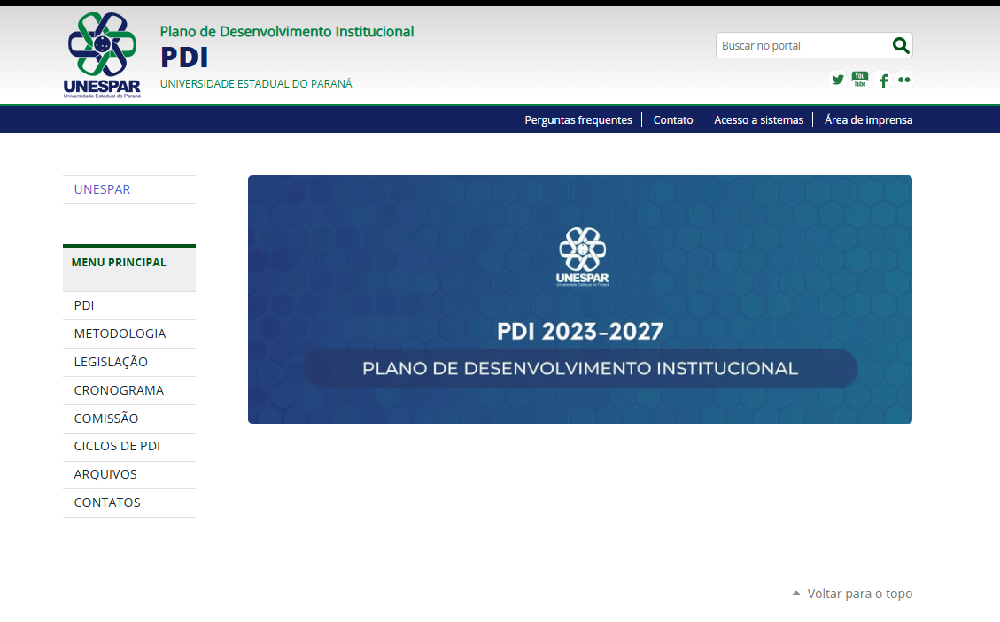 Plano de Desenvolvimento Institucional
PDI
UNIVERSIDADE ESTADUAL DO PARANÁ
UNESPAR
Universidade Estadual do Paraná
Buscar no portal
You
Tube
Perguntas frequentes
Contato
Acesso a sistemas
Área de imprensa
UNESPAR
MENU PRINCIPAL
PDI
METODOLOGIA
LEGISLAÇÃO
CRONOGRAMA
COMISSÃO
CICLOS DE PDI
ARQUIVOS
CONTATOS
UNESPAR
Universidade Estadual do Paraná
PDI 2023-2027
PLANO DE DESENVOLVIMENTO INSTITUCIONAL
Voltar para o topo